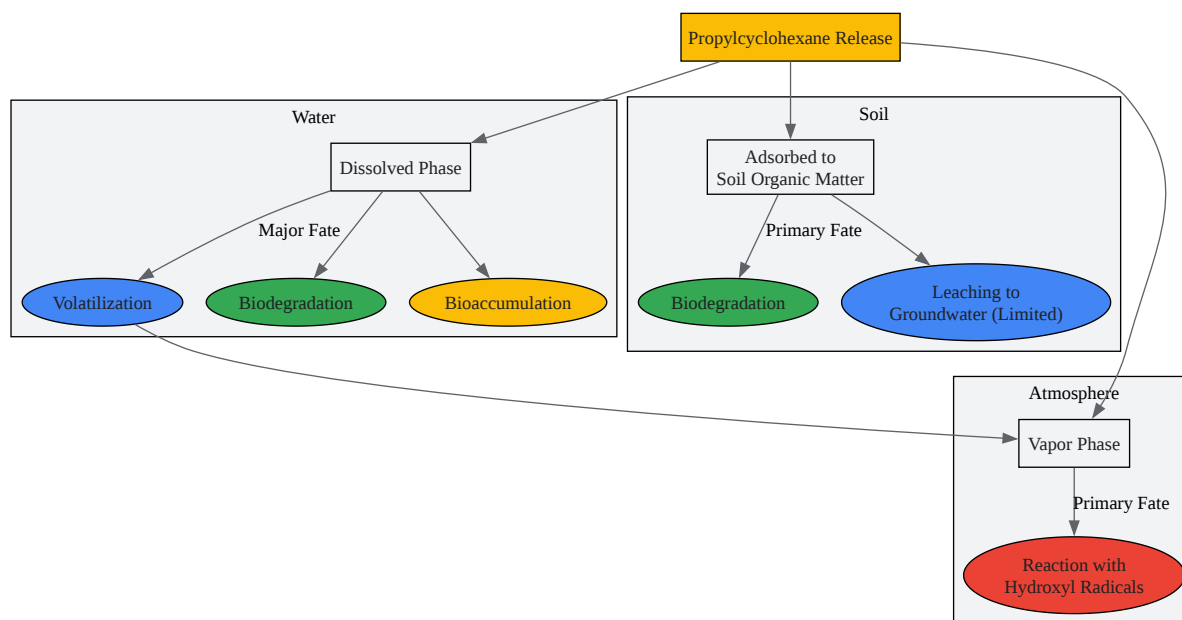 Propylcyclohexane Release
Water
Soil
Dissolved Phase
Adsorbed to
Soil Organic Matter
Major Fate
Primary Fate
Volatilization
Biodegradation
Bioaccumulation
Biodegradation
Leaching to
Groundwater (Limited)
Atmosphere
Vapor Phase
Primary Fate
Reaction with
Hydroxyl Radicals